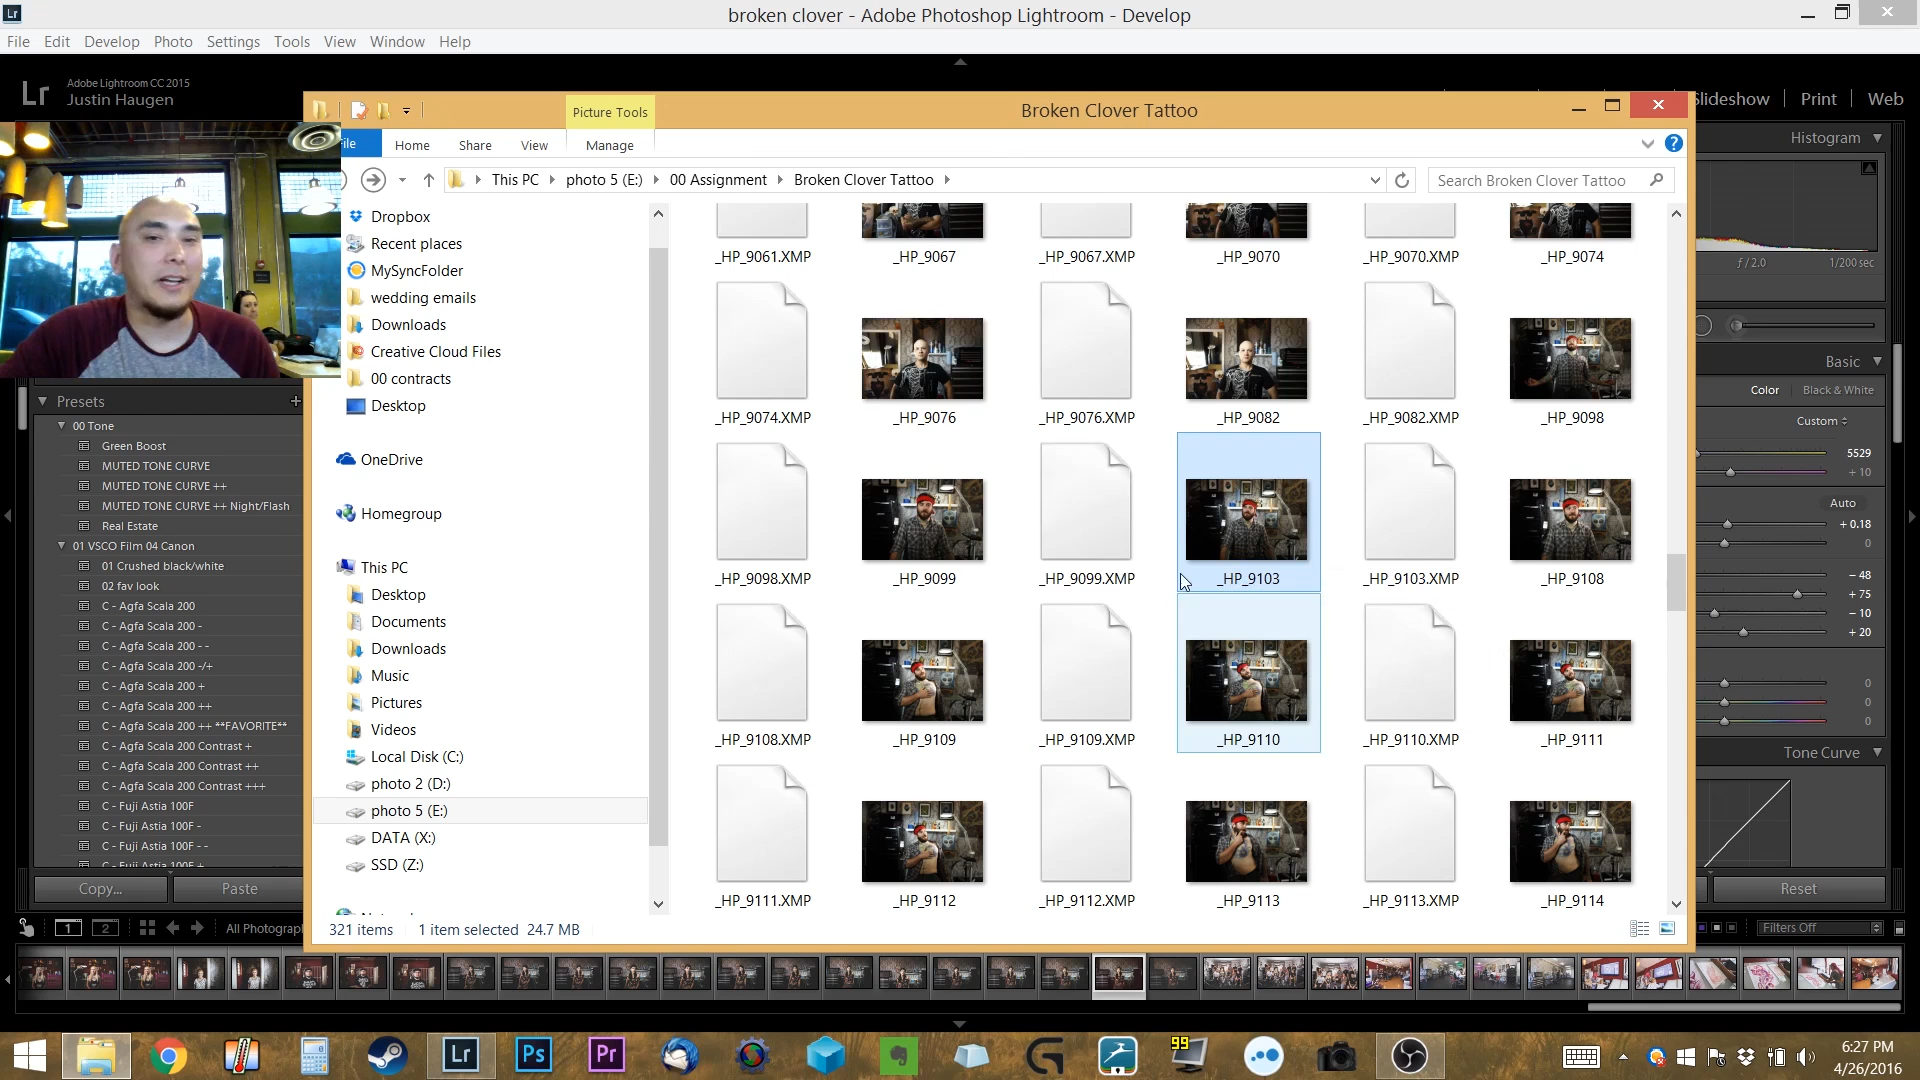 broken clover - Adobe Photoshop Lightroom - Develop
File Edit Develop Photo Settings Tools View Window Help
Lr
Adobe Lightroom CC 2015
Justin Haugen
Slideshow Print Web
Picture Tools
Broken Clover Tattoo
Home Share View Manage
This PC photo 5 (E:) 00 Assignment Broken Clover Tattoo
Search Broken Clover Tattoo
Dropbox
Recent places
MySyncFolder
wedding emails
Downloads
Creative Cloud Files
00 contracts
Desktop
OneDrive
Homegroup
This PC
Desktop
Documents
Downloads
Music
Pictures
Videos
Local Disk (C:)
photo 2 (D:)
photo 5 (E:)
DATA (X:)
SSD (Z:)
_HP_9061.XMP _HP_9067 _HP_9067.XMP _HP_9070 _HP_9070.XMP _HP_9074
_HP_9074.XMP _HP_9076 _HP_9076.XMP _HP_9082 _HP_9082.XMP _HP_9098
_HP_9098.XMP _HP_9099 _HP_9099.XMP _HP_9103 _HP_9103.XMP _HP_9108
_HP_9108.XMP _HP_9109 _HP_9109.XMP _HP_9110 _HP_9110.XMP _HP_9111
_HP_9111.XMP _HP_9112 _HP_9112.XMP _HP_9113 _HP_9113.XMP _HP_9114
321 items 1 item selected 24.7 MB
Presets
00 Tone
Green Boost
MUTED TONE CURVE
MUTED TONE CURVE ++
MUTED TONE CURVE ++ Night/Flash
Real Estate
01 VSCO Film 04 Canon
01 Crushed black/white
02 fav look
C - Agfa Scala 200
C - Agfa Scala 200 -
C - Agfa Scala 200 - -
C - Agfa Scala 200 -/+
C - Agfa Scala 200 +
C - Agfa Scala 200 ++
C - Agfa Scala 200 ++ **FAVORITE**
C - Agfa Scala 200 Contrast +
C - Agfa Scala 200 Contrast ++
C - Agfa Scala 200 Contrast +++
C - Fuji Astia 100F
C - Fuji Astia 100F -
C - Fuji Astia 100F - -
C - Fuji Astia 100F +
Copy... Paste
1 2 All Photograp
Histogram
ƒ / 2.0 1/200 sec
Basic
Color Black & White
Custom
5529
+ 10
Auto
+ 0.18
0
- 48
+ 75
- 10
+ 20
0
0
0
Tone Curve
Reset
Filters Off
Lr Ps Pr 99
6:27 PM
4/26/2016